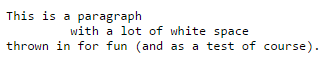 This is a paragraph
         with a lot of white space
thrown in for fun (and as a test of course).